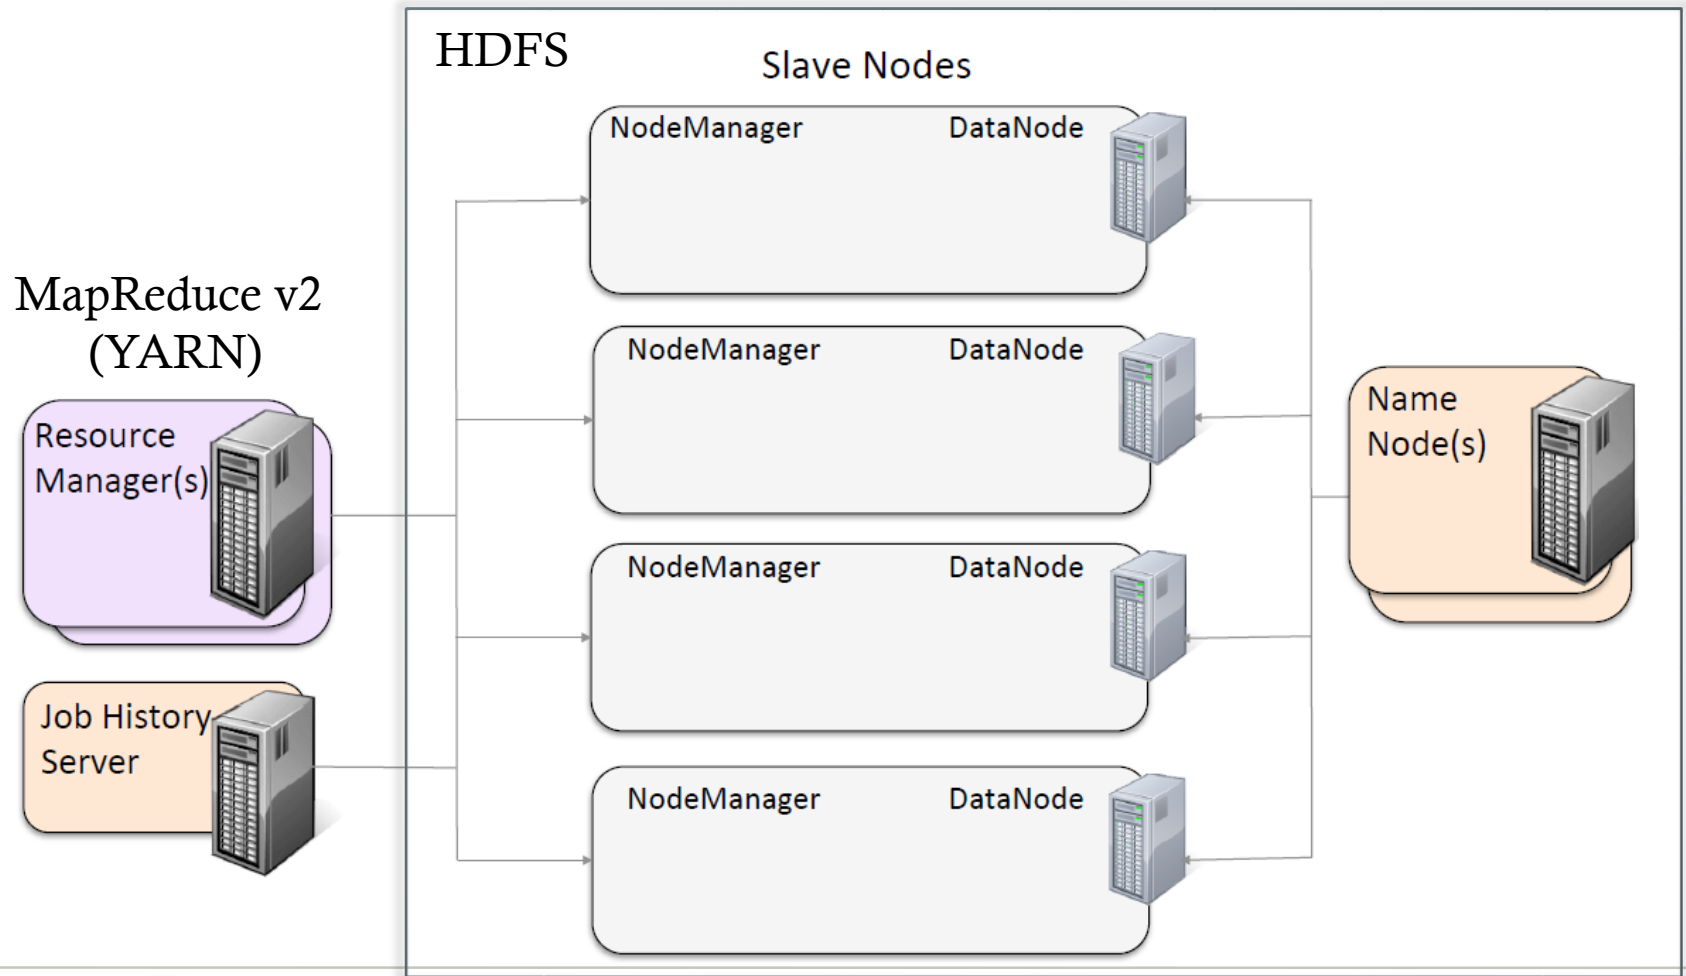 HDFS
Slave Nodes
NodeManager DataNode
NodeManager DataNode
NodeManager DataNode
NodeManager DataNode
MapReduce v2
(YARN)
Resource
Manager(s)
Job History
Server
Name
Node(s)